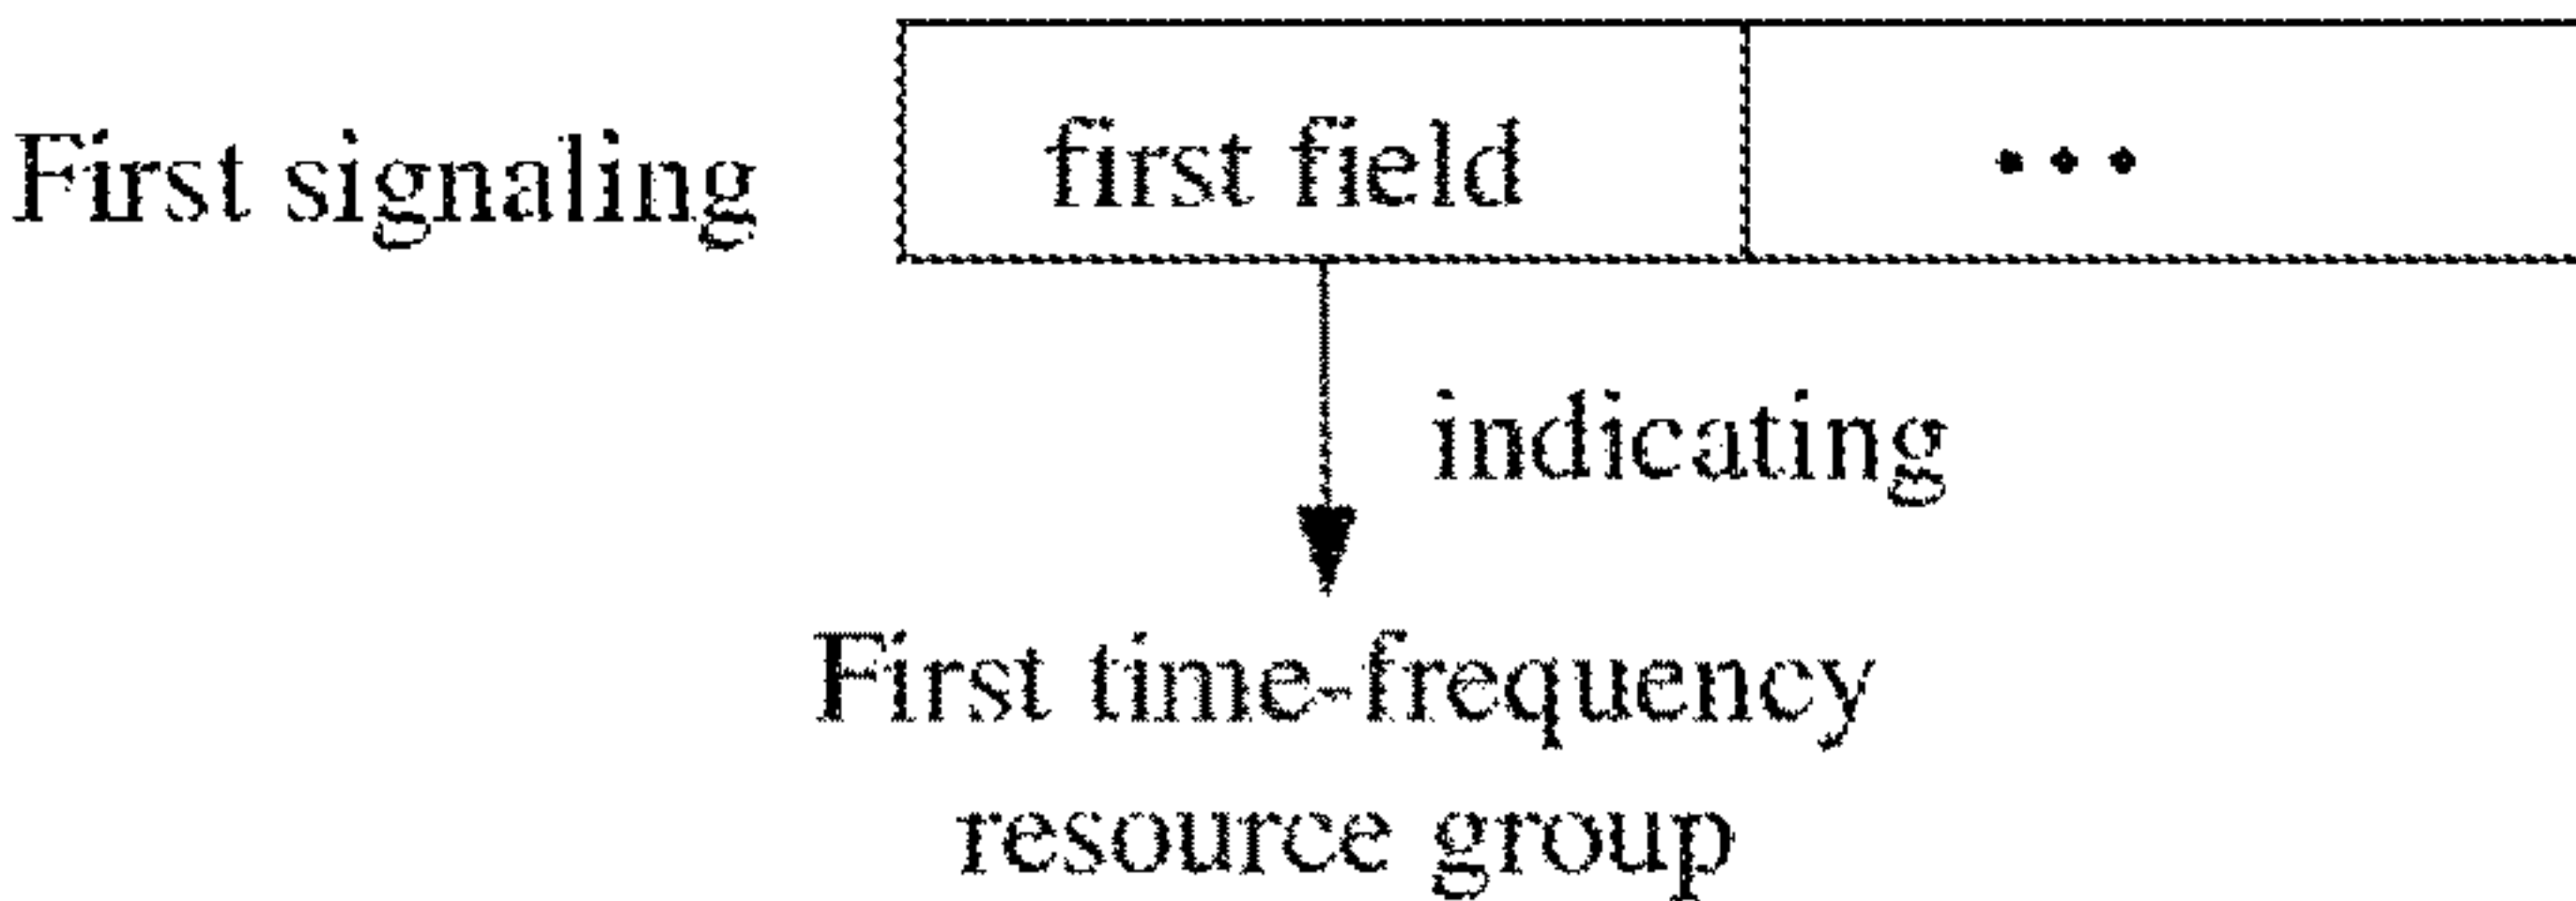 First signaling
first field
•••
indicating
First time-frequency
resource group